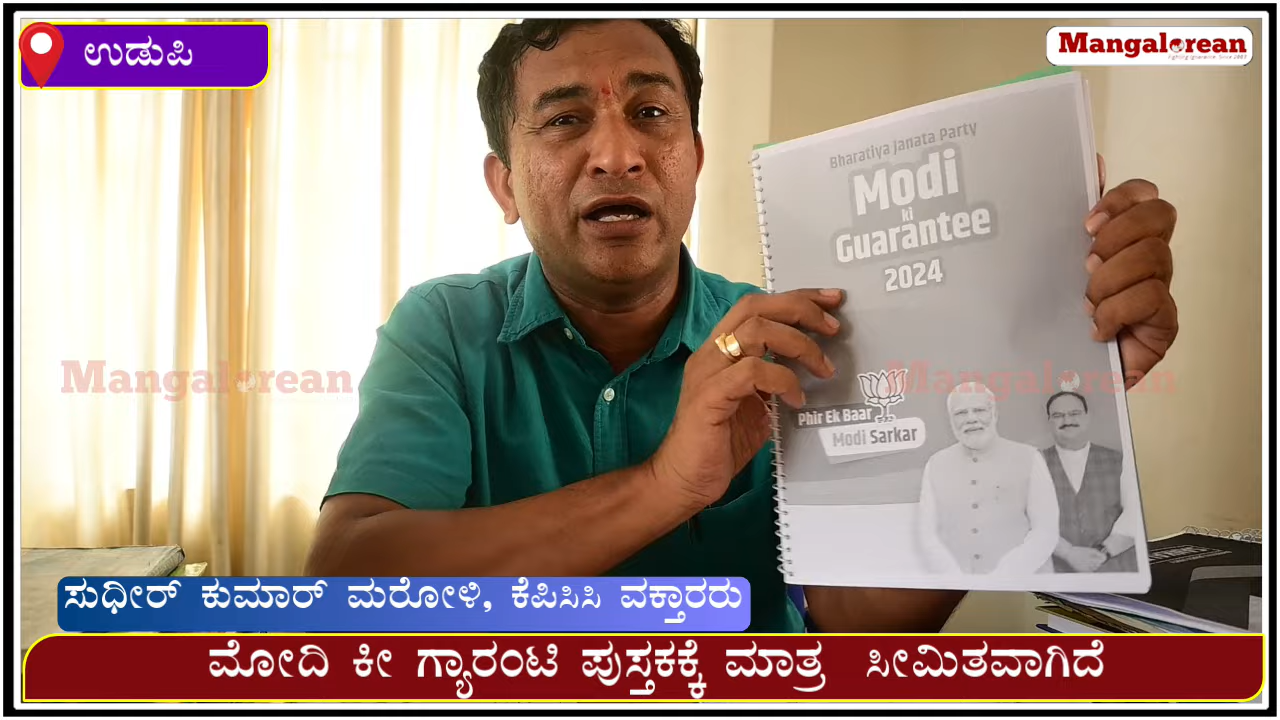 ಉಡುಪಿ
Mangalorean
Fighting Ignorance. Since 2003
Bharatiya Janata Party
Modi
ki
Guarantee
2024
Mangalorean
Mangalorean
Phir Ek Baar
Modi Sarkar
ಸುಧೀರ್ ಕುಮಾರ್ ಮರೋಳಿ, ಕೆಪಿಸಿಸಿ ವಕ್ತಾರರು
ಮೋದಿ ಕೀ ಗ್ಯಾರಂಟಿ ಪುಸ್ತಕಕ್ಕೆ ಮಾತ್ರ ಸೀಮಿತವಾಗಿದೆ